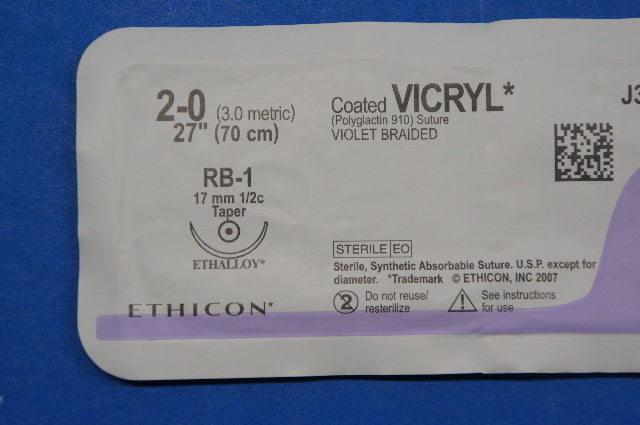 2-0 (3.0 metric)
27" (70 cm)
RB-1
17 mm 1/2c
Taper
ETHALLOY*
ETHICON*
Coated VICRYL*
(Polyglactin 910) Suture
VIOLET BRAIDED
J3
STERILE EO
Sterile, Synthetic Absorbable Suture. U.S.P. except for
diameter. *Trademark © ETHICON, INC 2007
2 Do not reuse/
resterilize
See instructions
for use